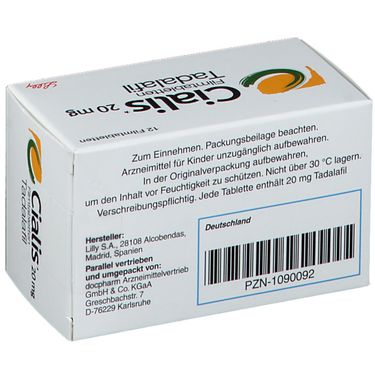 Lilly
Cialis® 20 mg
Filmtabletten
Tadalafil
12 Filmtabletten
Zum Einnehmen. Packungsbeilage beachten.
Arzneimittel für Kinder unzugänglich aufbewahren,
In der Originalverpackung aufbewahren,
um den Inhalt vor Feuchtigkeit zu schützen. Nicht über 30 °C lagern.
Verschreibungspflichtig. Jede Tablette enthält 20 mg Tadalafil
Hersteller:
Lilly S.A., 28108 Alcobendas,
Madrid, Spanien
Parallel vertrieben
und umgepackt von:
docpharm Arzneimittelvertrieb
GmbH & Co. KGaA
Greschbachstr. 7
D-76229 Karlsruhe
Deutschland
PZN-1090092
Cialis® 20 mg
Filmtabletten
Tadalafil